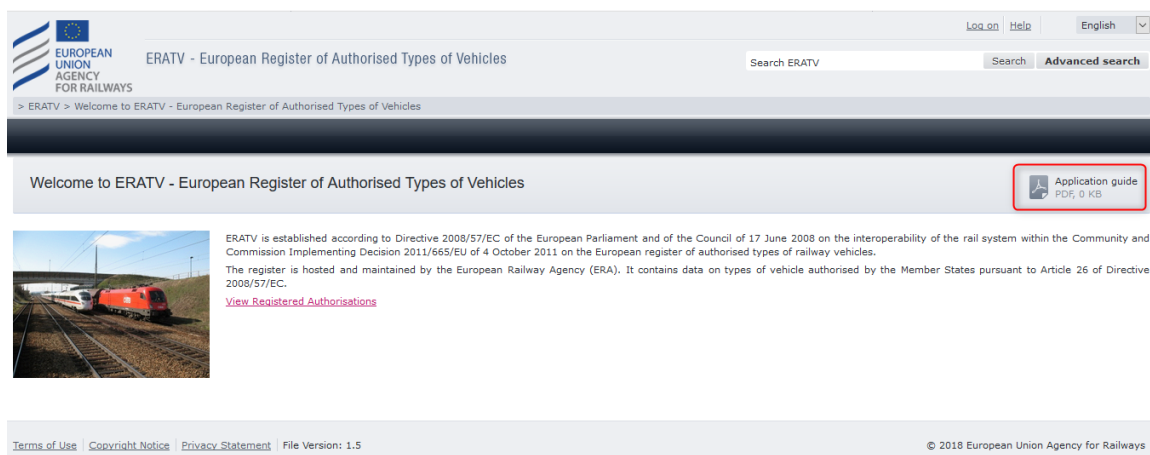 Log on Help English
EUROPEAN
UNION
AGENCY
FOR RAILWAYS
ERATV - European Register of Authorised Types of Vehicles
Search ERATV Search Advanced search
> ERATV > Welcome to ERATV - European Register of Authorised Types of Vehicles
Welcome to ERATV - European Register of Authorised Types of Vehicles
Application guide
PDF, 0 KB
ERATV is established according to Directive 2008/57/EC of the European Parliament and of the Council of 17 June 2008 on the interoperability of the rail system within the Community and
Commission Implementing Decision 2011/665/EU of 4 October 2011 on the European register of authorised types of railway vehicles.
The register is hosted and maintained by the European Railway Agency (ERA). It contains data on types of vehicle authorised by the Member States pursuant to Article 26 of Directive
2008/57/EC.
View Registered Authorisations
Terms of Use Copyright Notice Privacy Statement File Version: 1.5
© 2018 European Union Agency for Railways